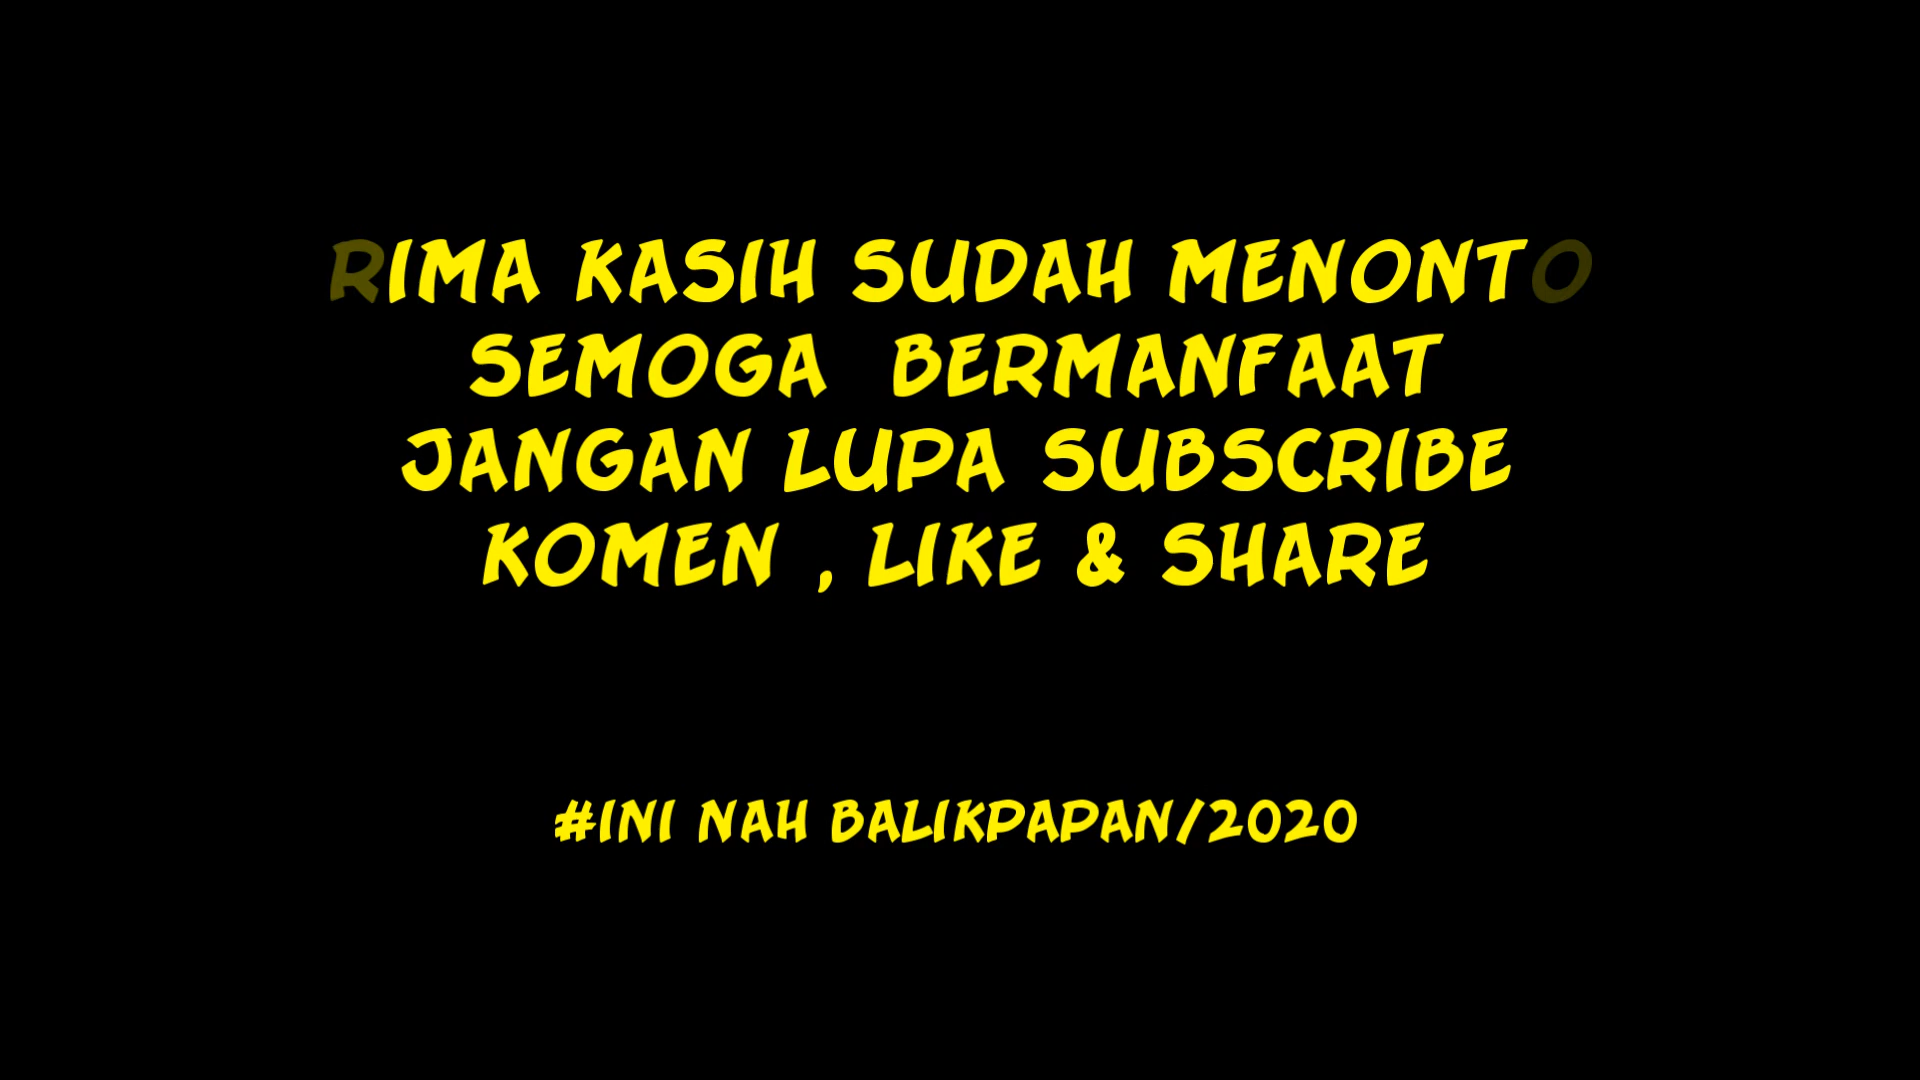 RIMA KASIH SUDAH MENONTO
SEMOGA BERMANFAAT
JANGAN LUPA SUBSCRIBE
KOMEN , LIKE & SHARE
#INI NAH BALIKPAPAN/2020